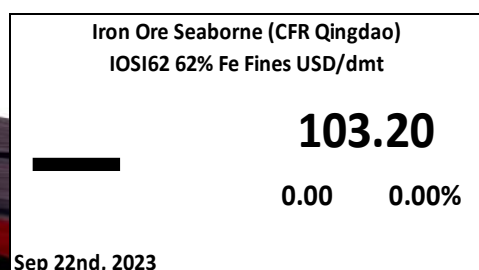 Iron Ore Seaborne (CFR Qingdao)
IOSI62 62% Fe Fines USD/dmt
103.20
0.00 0.00%
Sep 22nd, 2023